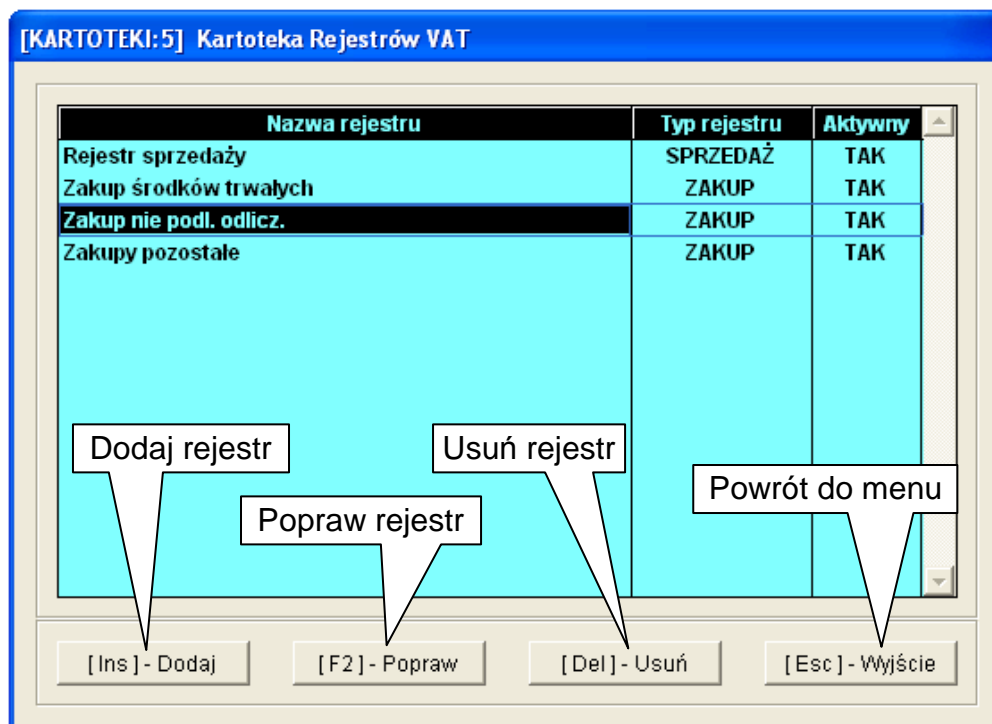 [KARTOTEKI:5] Kartoteka Rejestrów VAT
Nazwa rejestru Typ rejestru Aktywny
Rejestr sprzedaży SPRZEDAŻ TAK
Zakup środków trwałych ZAKUP TAK
Zakup nie podl. odlicz. ZAKUP TAK
Zakupy pozostałe ZAKUP TAK
Dodaj rejestr Usuń rejestr
Powrót do menu
Popraw rejestr
[Ins] - Dodaj [F2] - Popraw [Del] - Usuń [Esc] - Wyjście